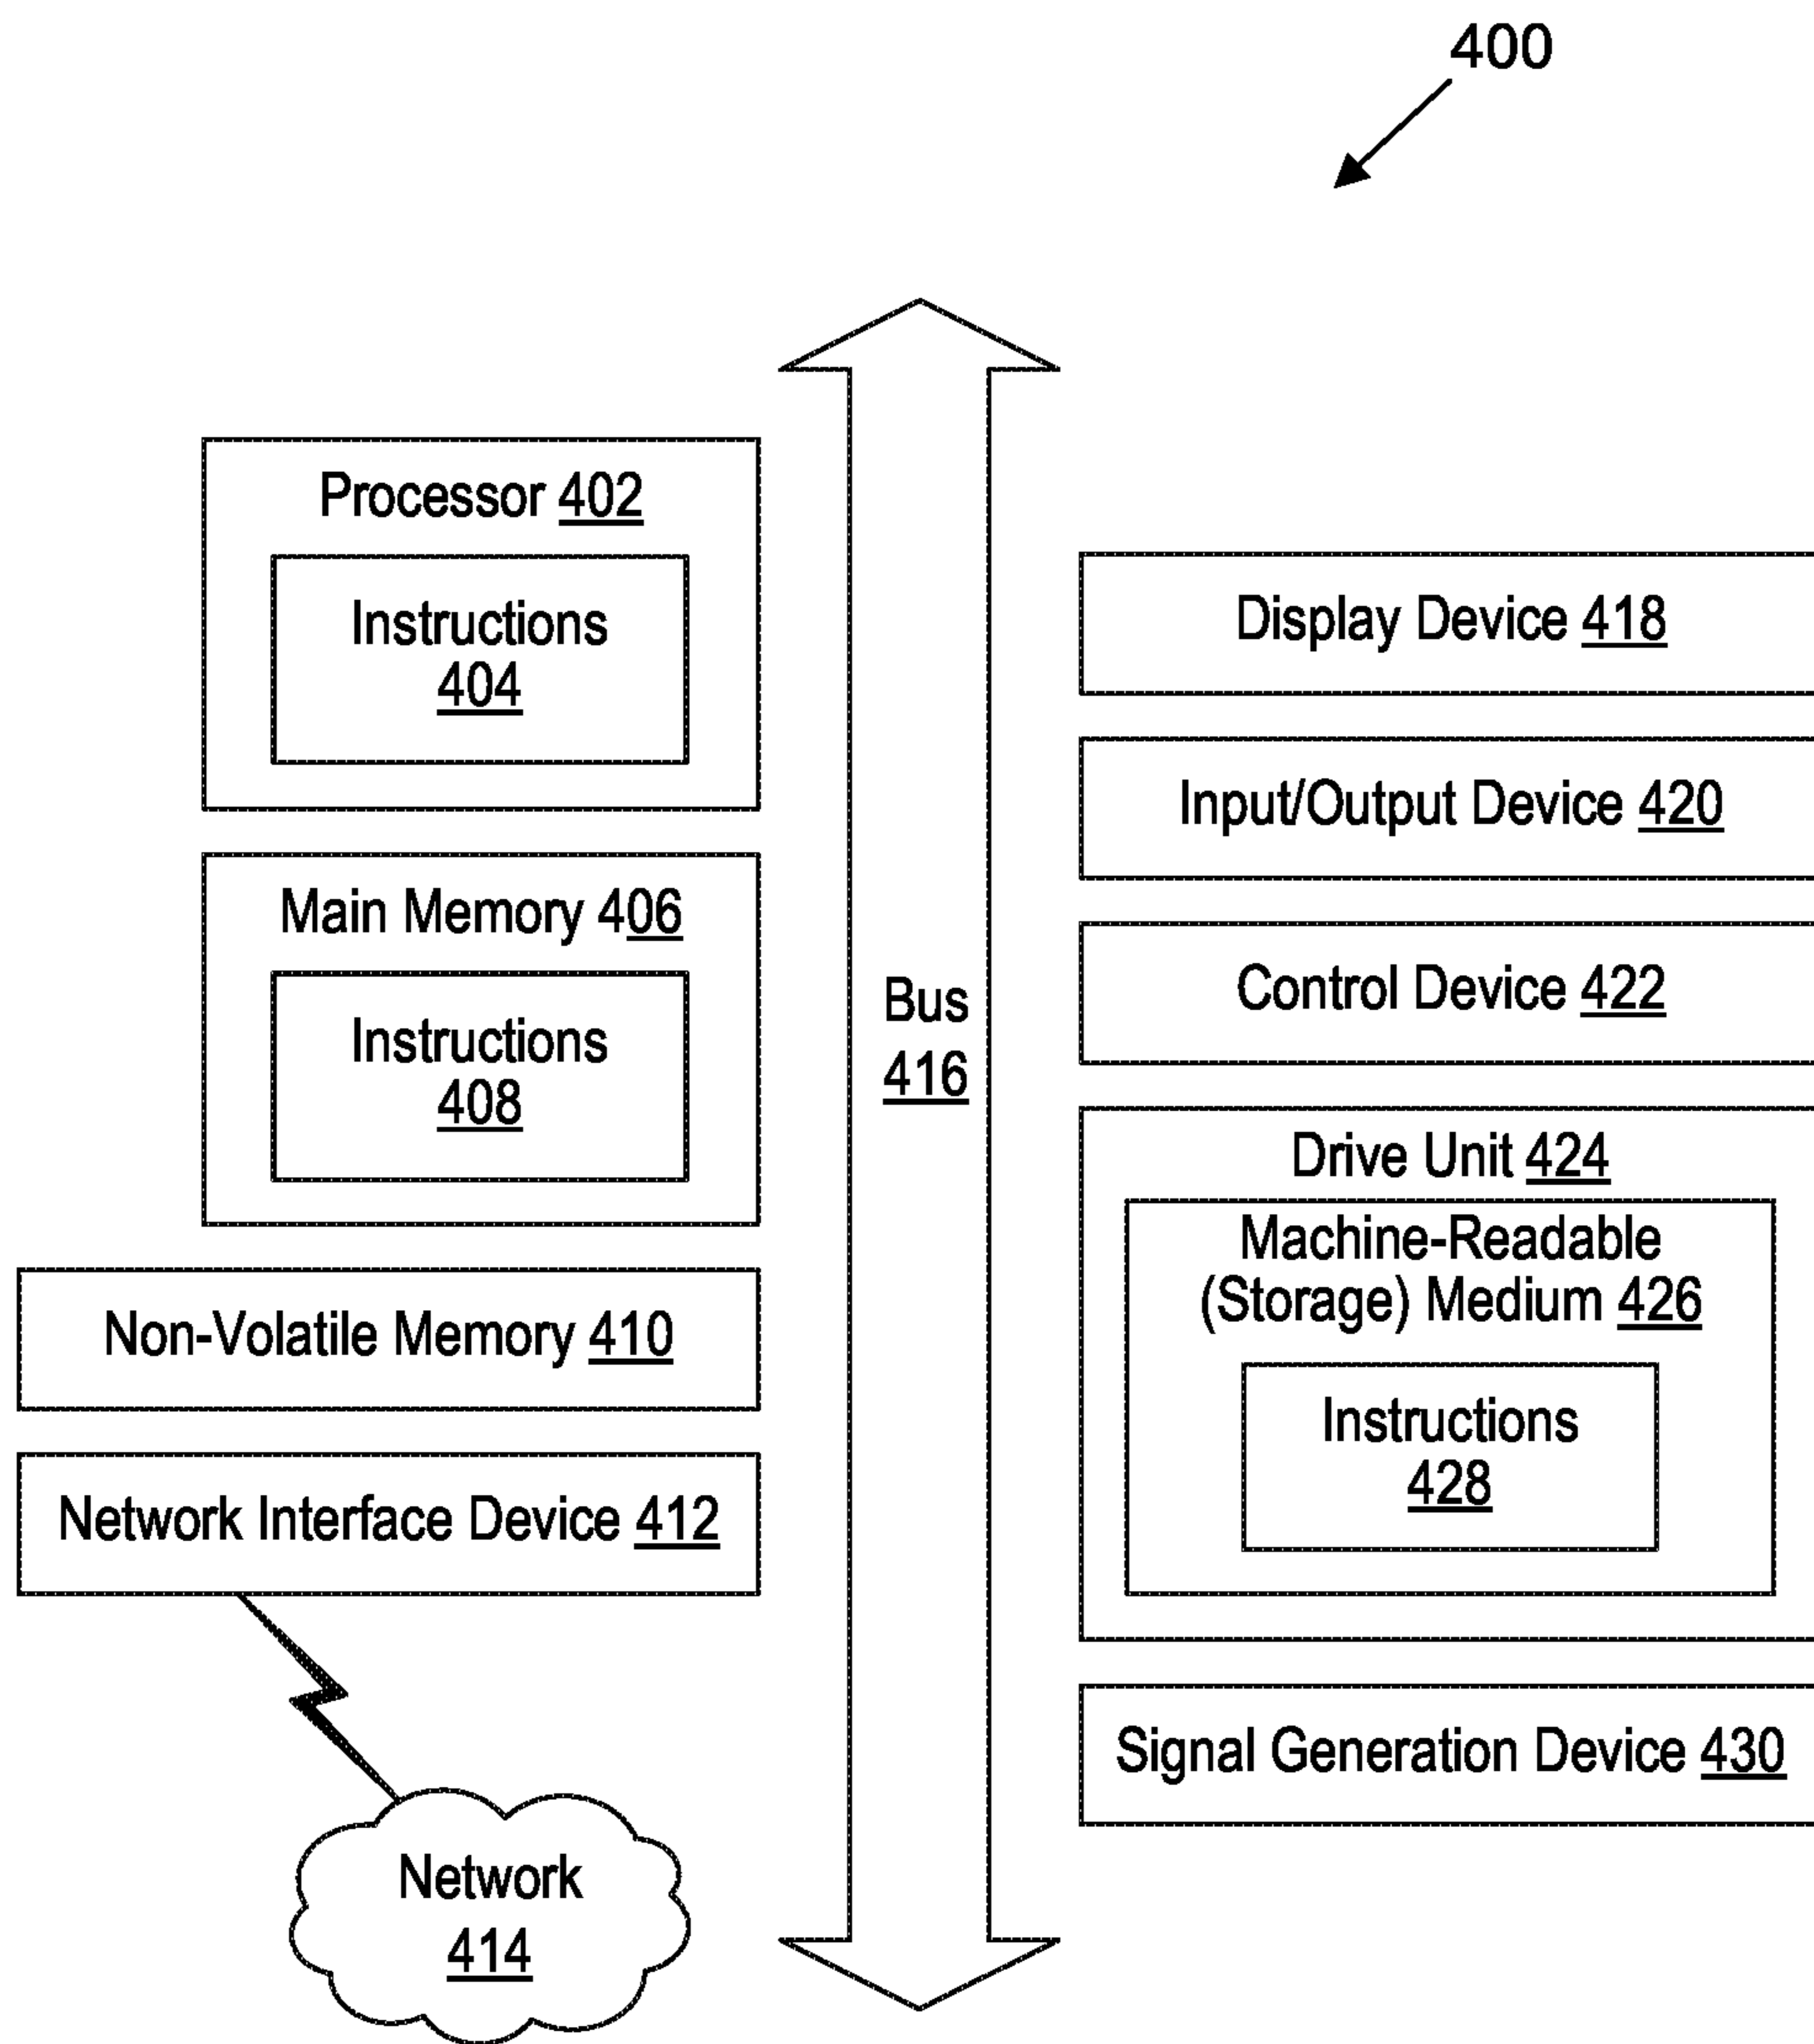 400
Processor 402
Instructions
404
Main Memory 406
Instructions
408
Non-Volatile Memory 410
Network Interface Device 412
Network
414
Bus
416
Display Device 418
Input/Output Device 420
Control Device 422
Drive Unit 424
Machine-Readable
(Storage) Medium 426
Instructions
428
Signal Generation Device 430